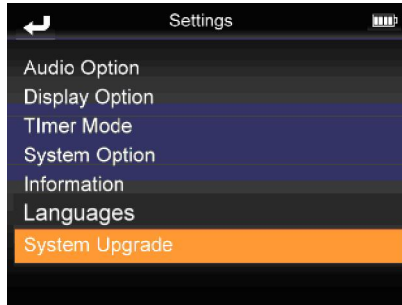 Settings
Audio Option
Display Option
TImer Mode
System Option
Information
Languages
System Upgrade